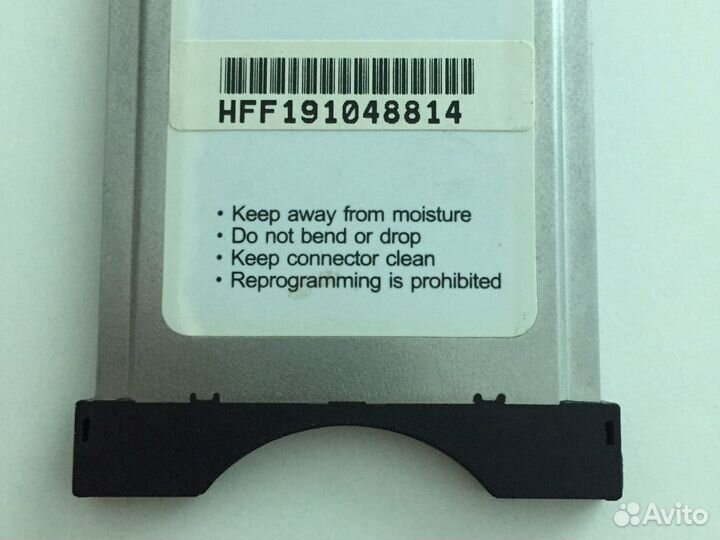 HFF191048814
• Keep away from moisture
• Do not bend or drop
• Keep connector clean
• Reprogramming is prohibited
Avito